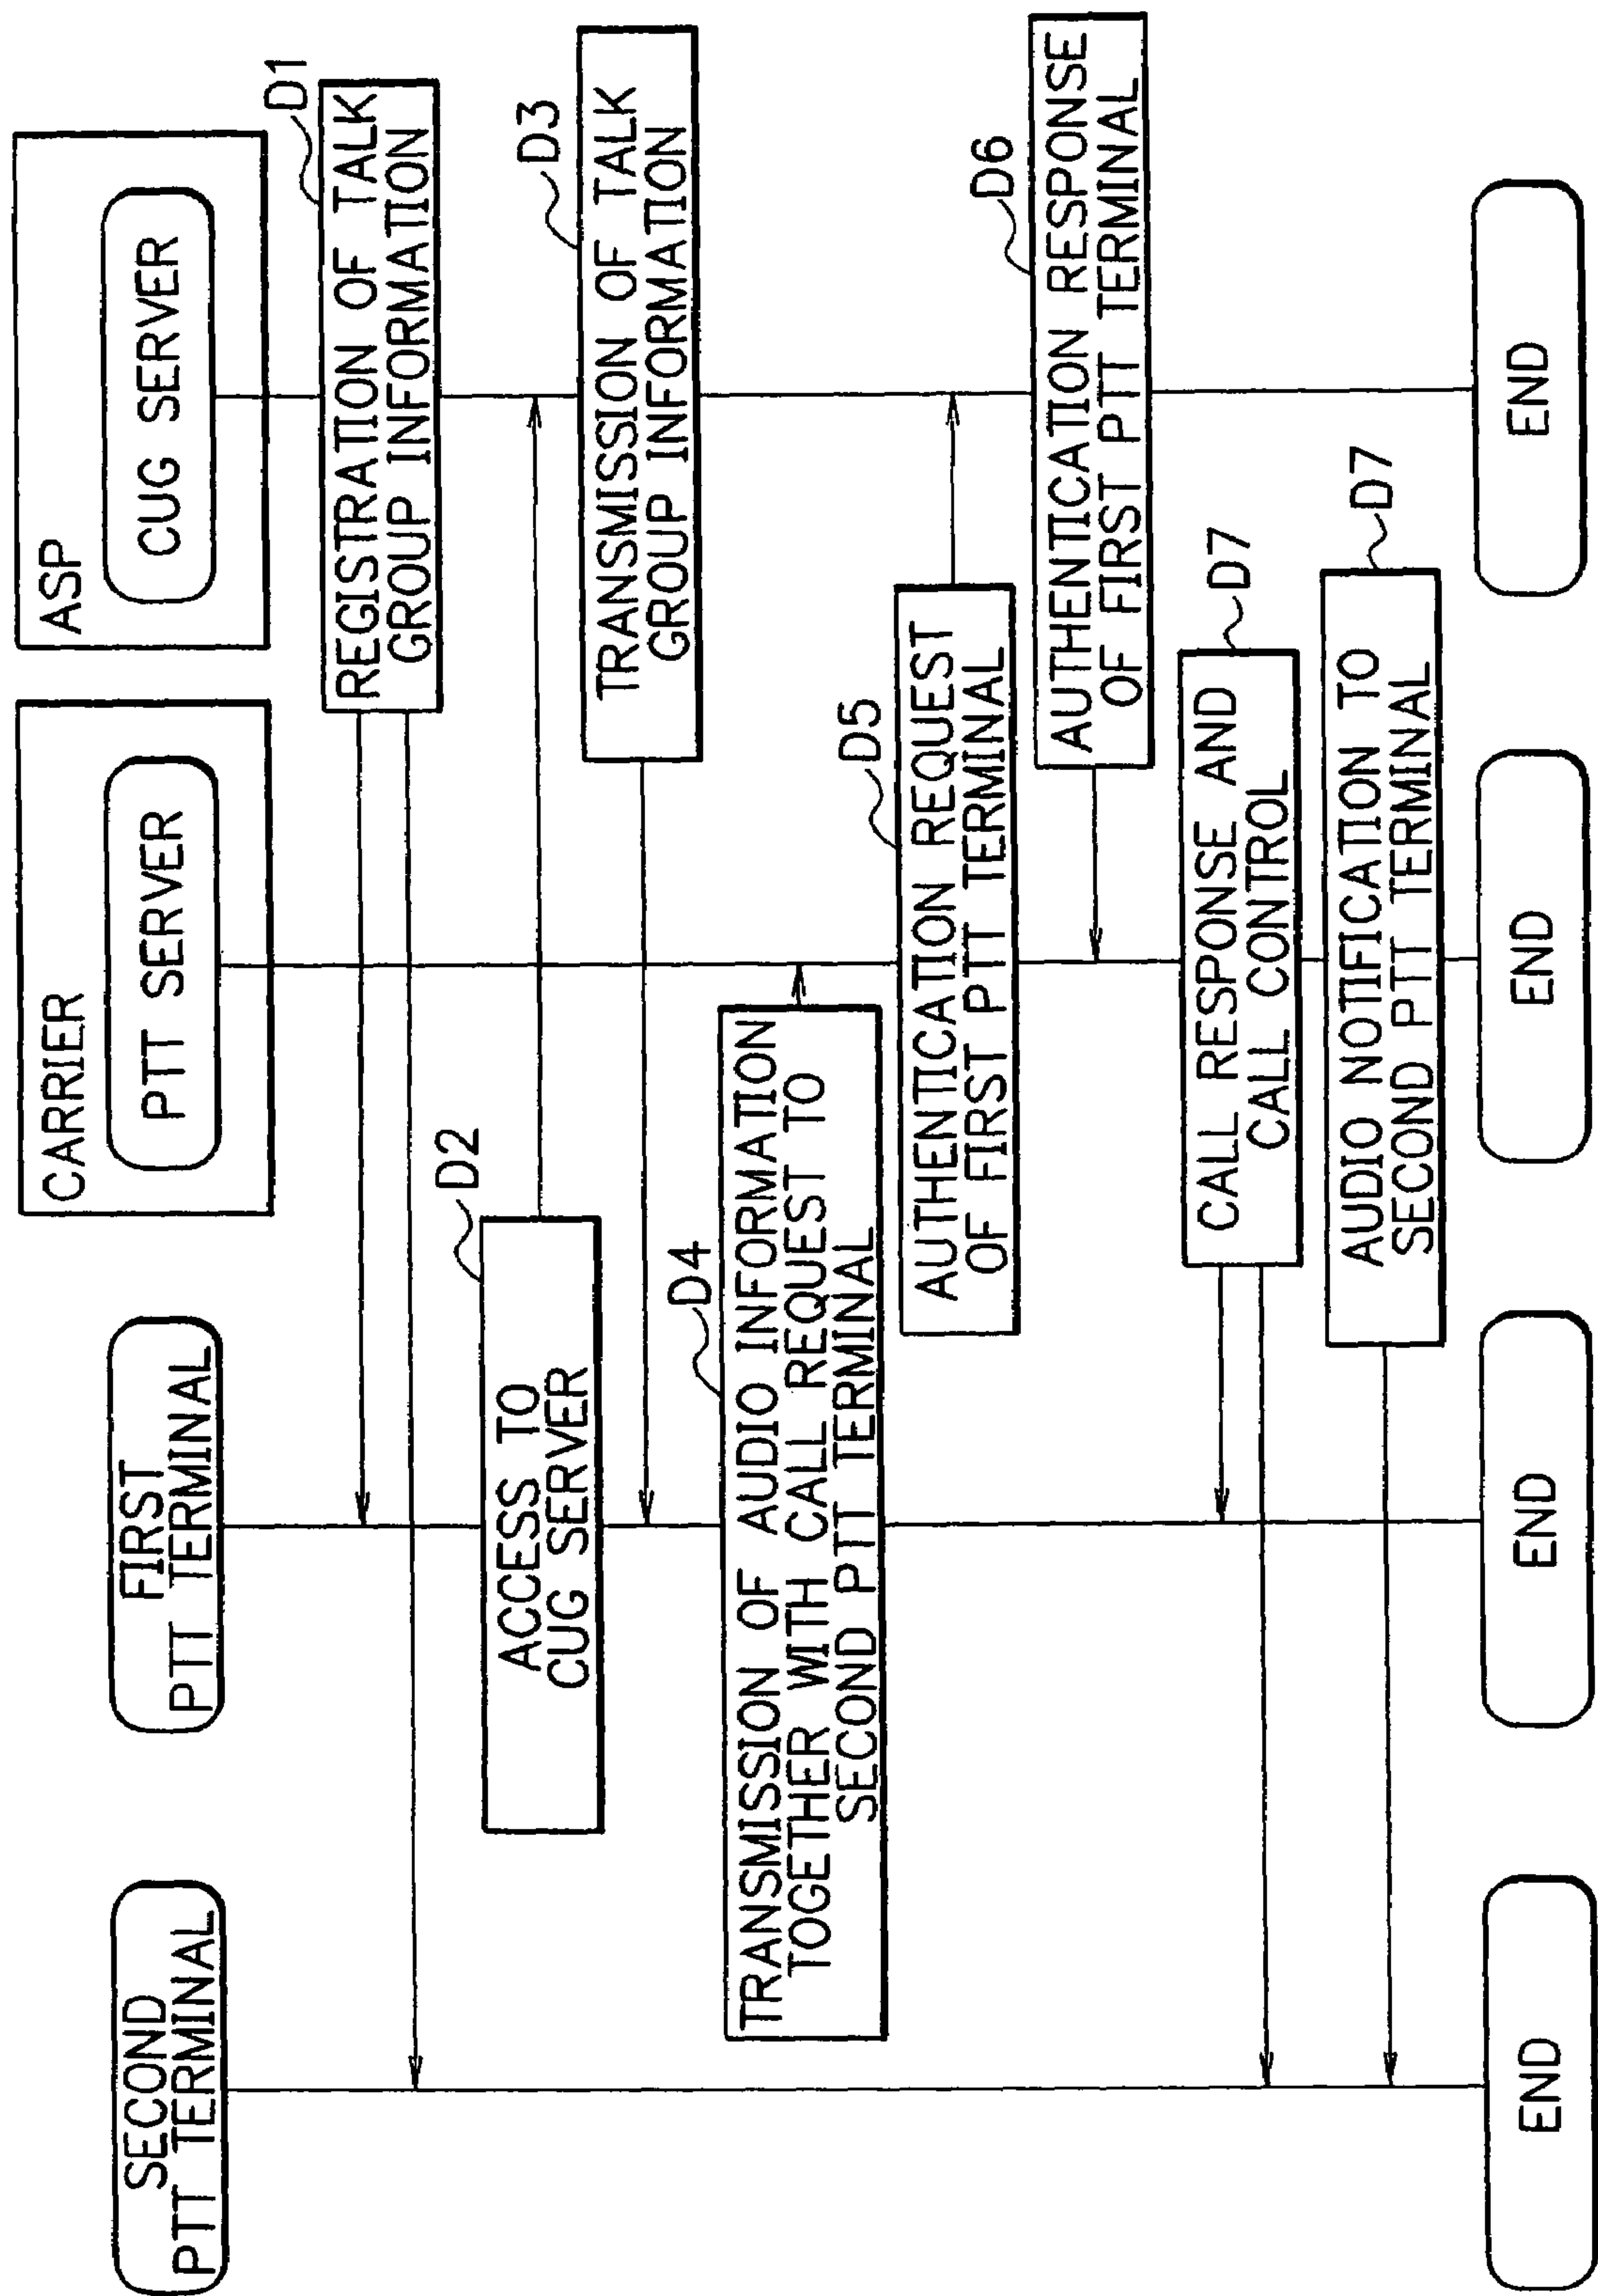 SECOND
PTT TERMINAL
FIRST
PTT TERMINAL
CARRIER
PTT SERVER
ASP
CUG SERVER
D1
REGISTRATION OF TALK
GROUP INFORMATION
D2
ACCESS TO
CUG SERVER
D3
TRANSMISSION OF TALK
GROUP INFORMATION
D4
TRANSMISSION OF AUDIO INFORMATION
TOGETHER WITH CALL REQUEST TO
SECOND PTT TERMINAL
D5
AUTHENTICATION REQUEST
OF FIRST PTT TERMINAL
D6
AUTHENTICATION RESPONSE
OF FIRST PTT TERMINAL
D7
CALL RESPONSE AND
CALL CONTROL
D7
AUDIO NOTIFICATION TO
SECOND PTT TERMINAL
END
END
END
END